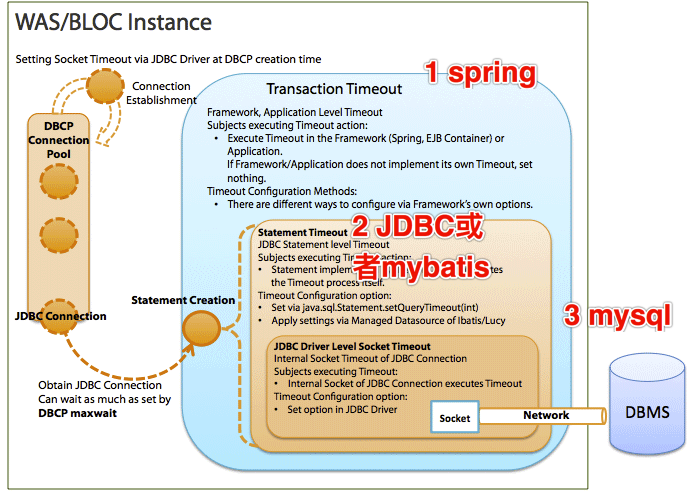 WAS/BLOC Instance
Setting Socket Timeout via JDBC Driver at DBCP creation time
1 spring
Connection
Establishment
Transaction Timeout
DBCP
Connection
Pool
Framework, Application Level Timeout
Subjects executing Timeout action:
• Execute Timeout in the Framework (Spring, EJB Container) or
Application.
If Framework/Application does not implement its own Timeout, set
nothing.
Timeout Configuration Methods:
• There are different ways to configure via Framework's own options.
2 JDBC或
者mybatis
Statement Timeout
JDBC Statement level Timeout
Subjects executing Timeout action:
• Statement implem
the Timeout process itself.
Timeout Configuration option:
• Set via java.sql.Statement.setQueryTimeout(int)
• Apply settings via Managed Datasource of Ibatis/Lucy
Statement Creation
JDBC Connection
3 mysql
JDBC Driver Level Socket Timeout
Internal Socket Timeout of JDBC Connection
Subjects executing Timeout:
• Internal Socket of JDBC Connection executes Timeout
Timeout Configuration option:
• Set option in JDBC Driver
Socket
Network
DBMS
Obtain JDBC Connection
Can wait as much as set by
DBCP maxwait